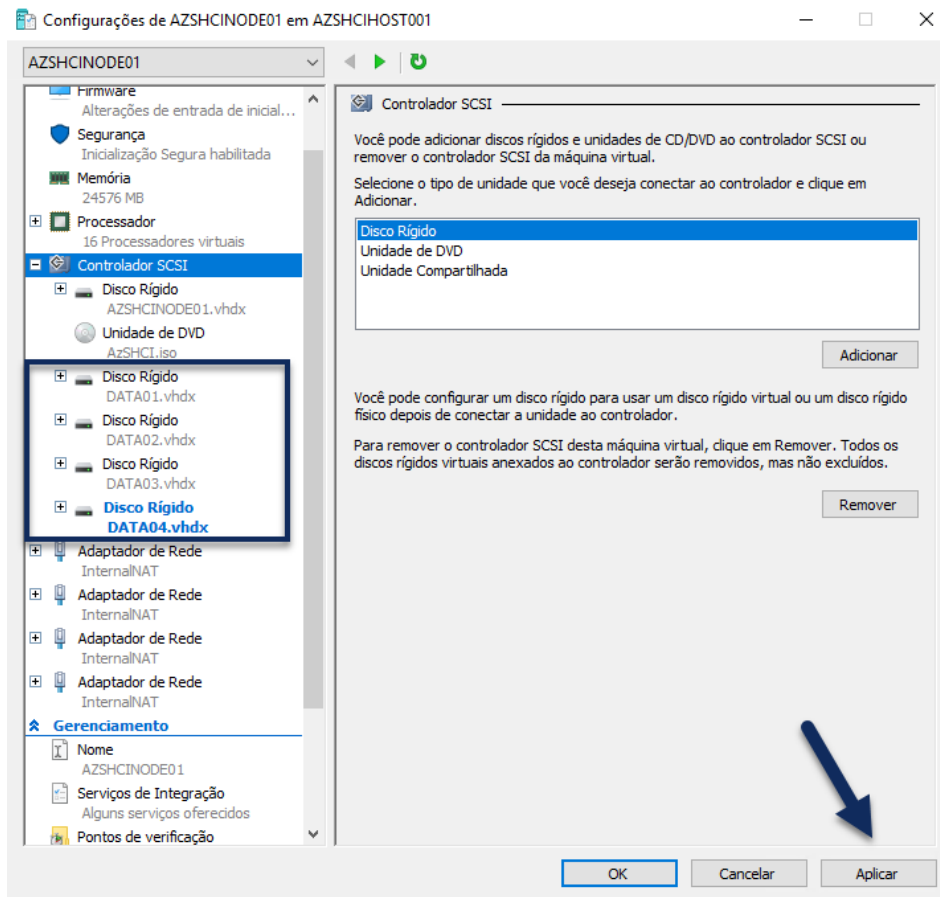 Configurações de AZSHCINODE01 em AZSHCIHOST001
AZSHCINODE01
Firmware
Alterações de entrada de inicial...
Segurança
Inicialização Segura habilitada
Memória
24576 MB
Processador
16 Processadores virtuais
Controlador SCSI
Disco Rígido
AZSHCINODE01.vhdx
Unidade de DVD
AzSHCI.iso
Disco Rígido
DATA01.vhdx
Disco Rígido
DATA02.vhdx
Disco Rígido
DATA03.vhdx
Disco Rígido
DATA04.vhdx
Adaptador de Rede
InternalNAT
Adaptador de Rede
InternalNAT
Adaptador de Rede
InternalNAT
Adaptador de Rede
InternalNAT
Gerenciamento
Nome
AZSHCINODE01
Serviços de Integração
Alguns serviços oferecidos
Pontos de verificação
Controlador SCSI
Você pode adicionar discos rígidos e unidades de CD/DVD ao controlador SCSI ou
remover o controlador SCSI da máquina virtual.
Selecione o tipo de unidade que você deseja conectar ao controlador e clique em
Adicionar.
Disco Rígido
Unidade de DVD
Unidade Compartilhada
Adicionar
Você pode configurar um disco rígido para usar um disco rígido virtual ou um disco rígido
físico depois de conectar a unidade ao controlador.
Para remover o controlador SCSI desta máquina virtual, clique em Remover. Todos os
discos rígidos virtuais anexados ao controlador serão removidos, mas não excluídos.
Remover
OK
Cancelar
Aplicar